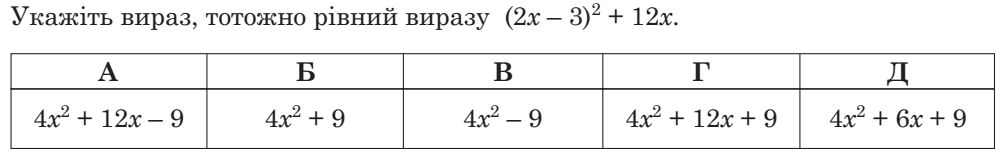 Укажіть вираз, тотожно рівний виразу (2x – 3)² + 12x.
А Б В Г Д
4x² + 12x – 9 4x² + 9 4x² – 9 4x² + 12x + 9 4x² + 6x + 9